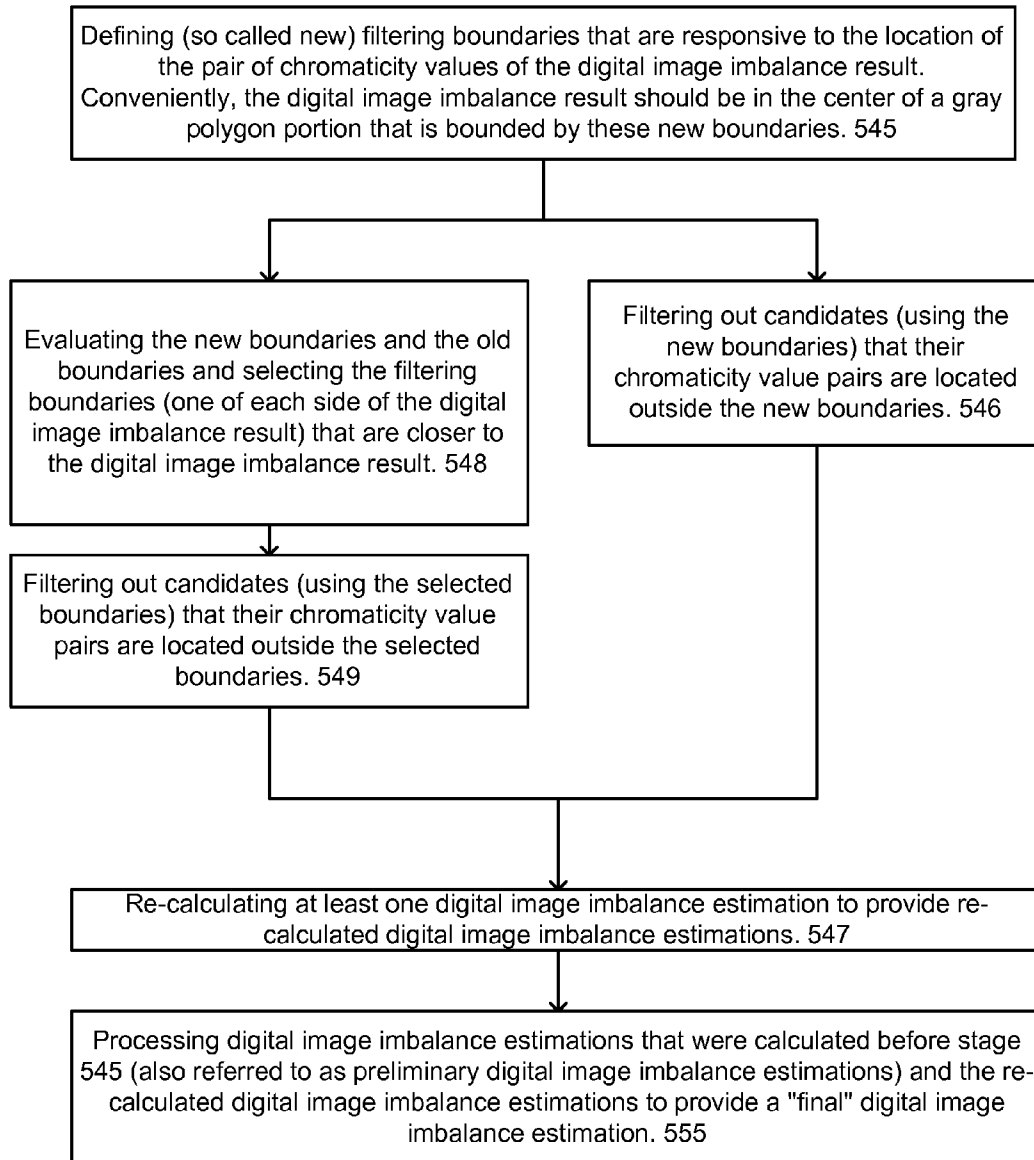 Defining (so called new) filtering boundaries that are responsive to the location of
the pair of chromaticity values of the digital image imbalance result.
Conveniently, the digital image imbalance result should be in the center of a gray
polygon portion that is bounded by these new boundaries. 545
Evaluating the new boundaries and the old
boundaries and selecting the filtering
boundaries (one of each side of the digital
image imbalance result) that are closer to
the digital image imbalance result. 548
Filtering out candidates (using the
new boundaries) that their
chromaticity value pairs are located
outside the new boundaries. 546
Filtering out candidates (using the selected
boundaries) that their chromaticity value
pairs are located outside the selected
boundaries. 549
Re-calculating at least one digital image imbalance estimation to provide re-
calculated digital image imbalance estimations. 547
Processing digital image imbalance estimations that were calculated before stage
545 (also referred to as preliminary digital image imbalance estimations) and the re-
calculated digital image imbalance estimations to provide a "final" digital image
imbalance estimation. 555